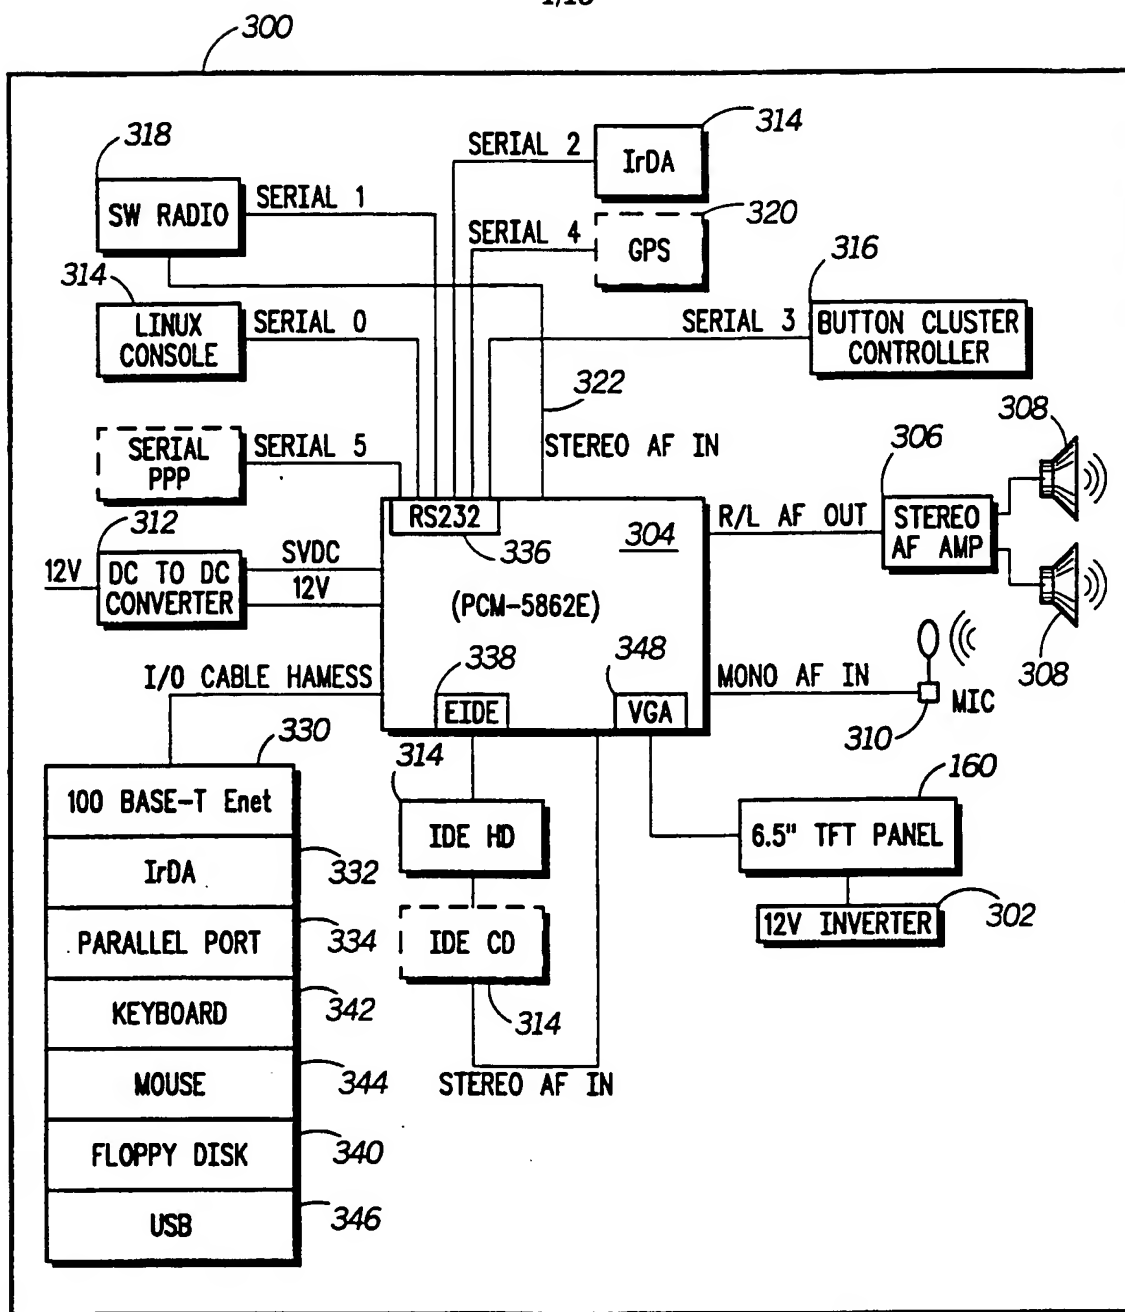 300
318
SERIAL 2
314
IrDA
SW RADIO
SERIAL 1
SERIAL 4
320
GPS
316
314
LINUX
CONSOLE
SERIAL 0
SERIAL 3
BUTTON CLUSTER
CONTROLLER
322
308
SERIAL
PPP
SERIAL 5
STEREO AF IN
306
312
RS232
336
304
R/L AF OUT
STEREO
AF AMP
12V
DC TO DC
CONVERTER
SVDC
12V
(PCM-5862E)
308
I/O CABLE HAMESS
338
348
MONO AF IN
MIC
EIDE
VGA
310
330
314
160
100 BASE-T Enet
IDE HD
6.5" TFT PANEL
IrDA
332
302
12V INVERTER
PARALLEL PORT
334
IDE CD
KEYBOARD
342
314
MOUSE
344
STEREO AF IN
FLOPPY DISK
340
USB
346